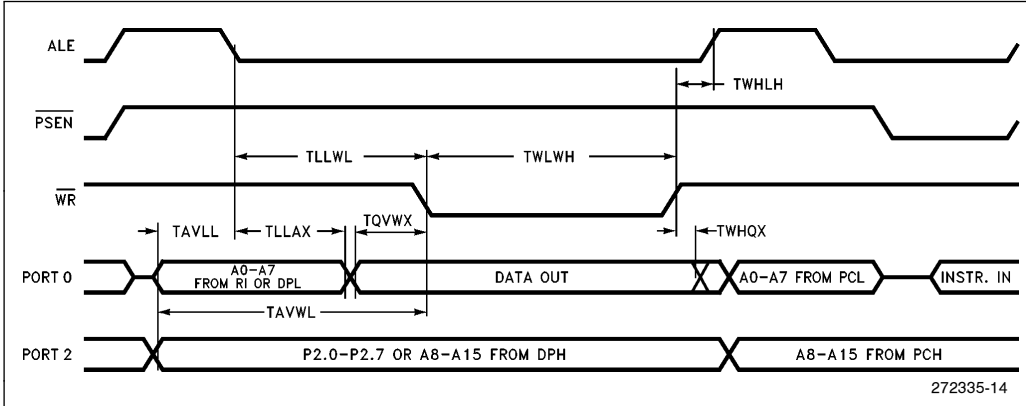 ALE
TWHLH
PSEN
TLLWL
TWLWH
WR
TQVWX
TAVLL
TLLAX
TWHQX
PORT 0
A0-A7
FROM RI OR DPL
DATA OUT
A0-A7 FROM PCL
INSTR. IN
TAVWL
PORT 2
P2.0-P2.7 OR A8-A15 FROM DPH
A8-A15 FROM PCH
272335-14